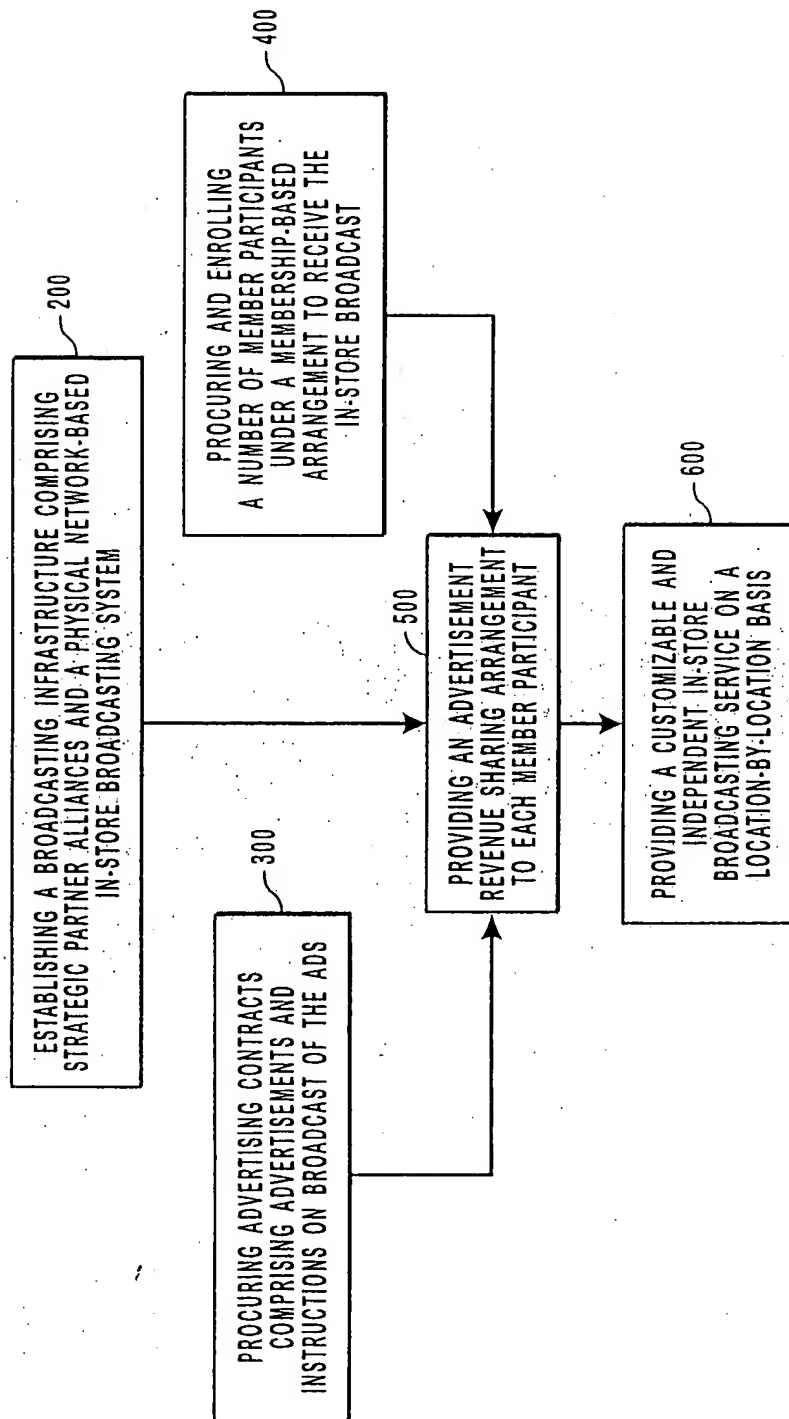 ESTABLISHING A BROADCASTING INFRASTRUCTURE COMPRISING
STRATEGIC PARTNER ALLIANCES AND A PHYSICAL NETWORK-BASED
IN-STORE BROADCASTING SYSTEM
200
PROCURING ADVERTISING CONTRACTS
COMPRISING ADVERTISEMENTS AND
INSTRUCTIONS ON BROADCAST OF THE ADS
300
PROCURING AND ENROLLING
A NUMBER OF MEMBER PARTICIPANTS
UNDER A MEMBERSHIP-BASED
ARRANGEMENT TO RECEIVE THE
IN-STORE BROADCAST
400
PROVIDING AN ADVERTISEMENT
REVENUE SHARING ARRANGEMENT
TO EACH MEMBER PARTICIPANT
500
PROVIDING A CUSTOMIZABLE AND
INDEPENDENT IN-STORE
BROADCASTING SERVICE ON A
LOCATION-BY-LOCATION BASIS
600